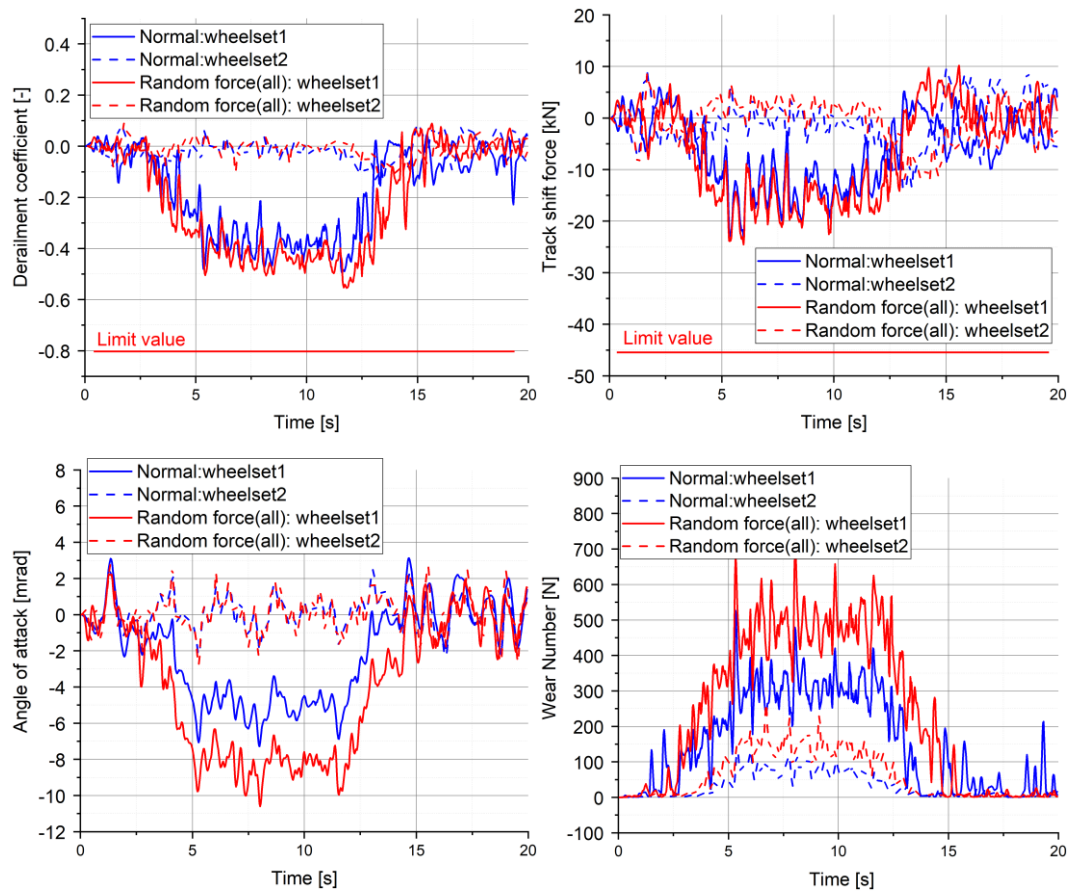 0.4
0.2
0.0
-0.2
-0.4
-0.6
-0.8
Derailment coefficient [-]
Normal:wheelset1
Normal:wheelset2
Random force(all): wheelset1
Random force(all): wheelset2
Limit value
0 5 10 15 20
Time [s]
20
10
0
-10
-20
-30
-40
-50
Track shift force [kN]
Normal:wheelset1
Normal:wheelset2
Random force(all): wheelset1
Random force(all): wheelset2
Limit value
0 5 10 15 20
Time [s]
8
6
4
2
0
-2
-4
-6
-8
-10
-12
Angle of attack [mrad]
Normal:wheelset1
Normal:wheelset2
Random force(all): wheelset1
Random force(all): wheelset2
0 5 10 15 20
Time [s]
900
800
700
600
500
400
300
200
100
0
-100
Wear Number [N]
Normal:wheelset1
Normal:wheelset2
Random force(all): wheelset1
Random force(all): wheelset2
0 5 10 15 20
Time [s]